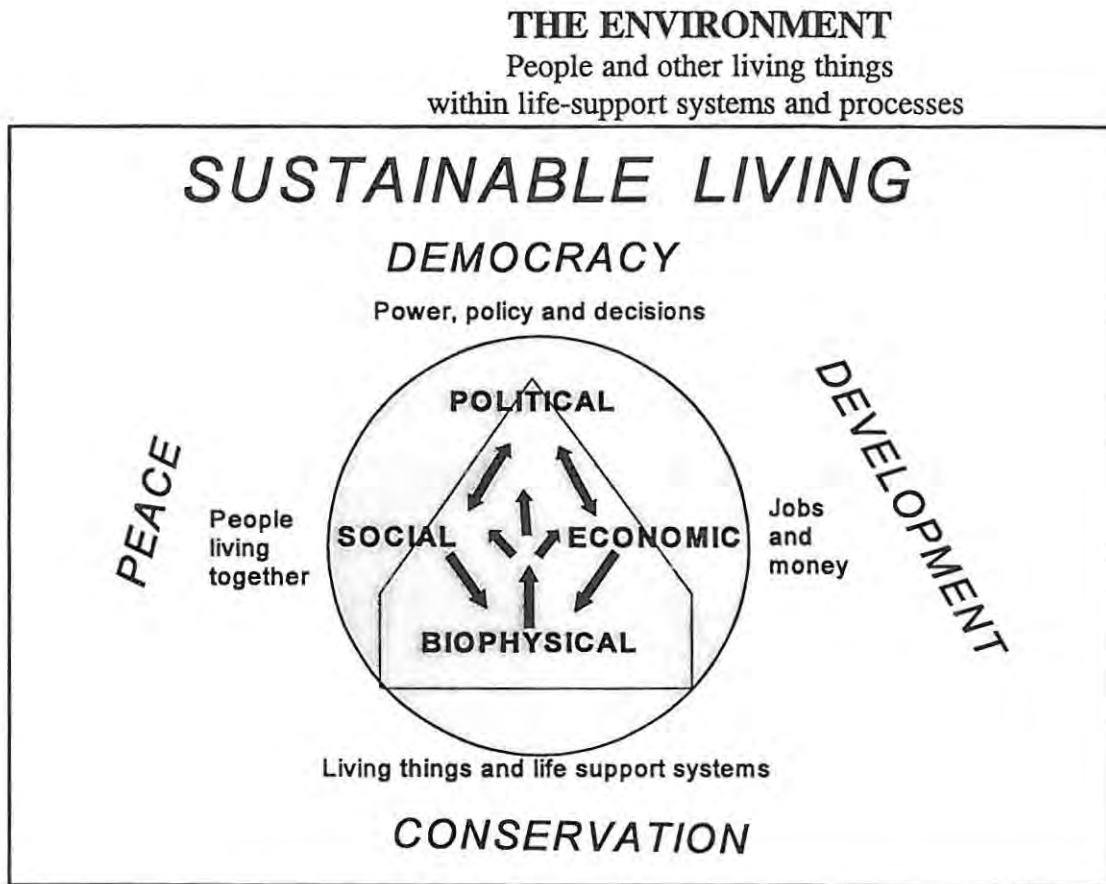 THE ENVIRONMENT
People and other living things
within life-support systems and processes
SUSTAINABLE LIVING
DEMOCRACY
Power, policy and decisions
POLITICAL
PEACE
People
living
together
SOCIAL
ECONOMIC
Jobs
and
money
DEVELOPMENT
BIOPHYSICAL
Living things and life support systems
CONSERVATION